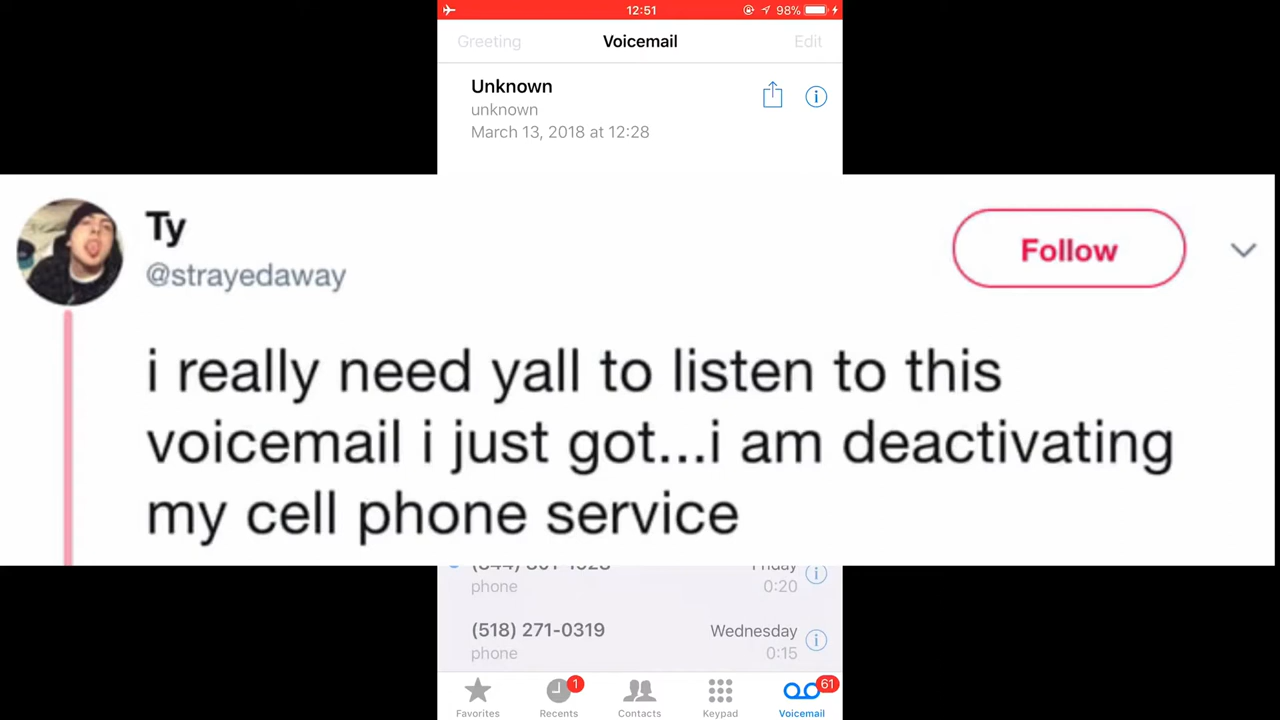 12:51
98%
Greeting
Voicemail
Edit
Unknown
unknown
March 13, 2018 at 12:28
Ty
@strayedaway
Follow
i really need yall to listen to this
voicemail i just got...i am deactivating
my cell phone service
Friday
phone
0:20
(518) 271-0319
Wednesday
phone
0:15
1
61
Favorites
Recents
Contacts
Keypad
Voicemail